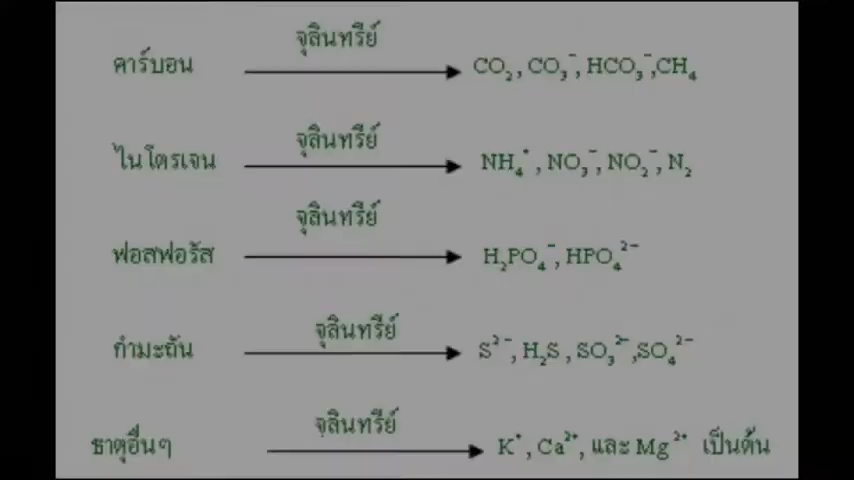 จุลินทรีย์
คาร์บอน CO₂, CO₃⁻, HCO₃⁻,CH₄
จุลินทรีย์
ไนโตรเจน NH₄⁺, NO₃⁻, NO₂⁻, N₂
จุลินทรีย์
ฟอสฟอรัส H₂PO₄⁻, HPO₄²⁻
จุลินทรีย์
กำมะถัน S²⁻, H₂S, SO₃²⁻,SO₄²⁻
จุลินทรีย์
ธาตุอื่นๆ K⁺, Ca²⁺, และ Mg²⁺ เป็นต้น